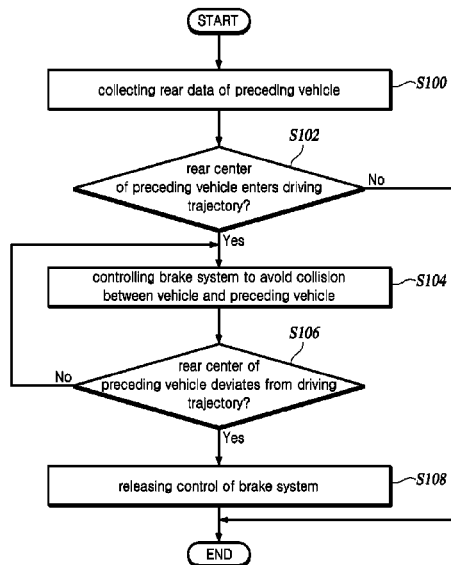 START
collecting rear data of preceding vehicle
S100
S102
rear center
of preceding vehicle enters driving
trajectory?
No
Yes
controlling brake system to avoid collision
between vehicle and preceding vehicle
S104
S106
rear center of
preceding vehicle deviates from driving
trajectory?
No
Yes
releasing control of brake system
S108
END